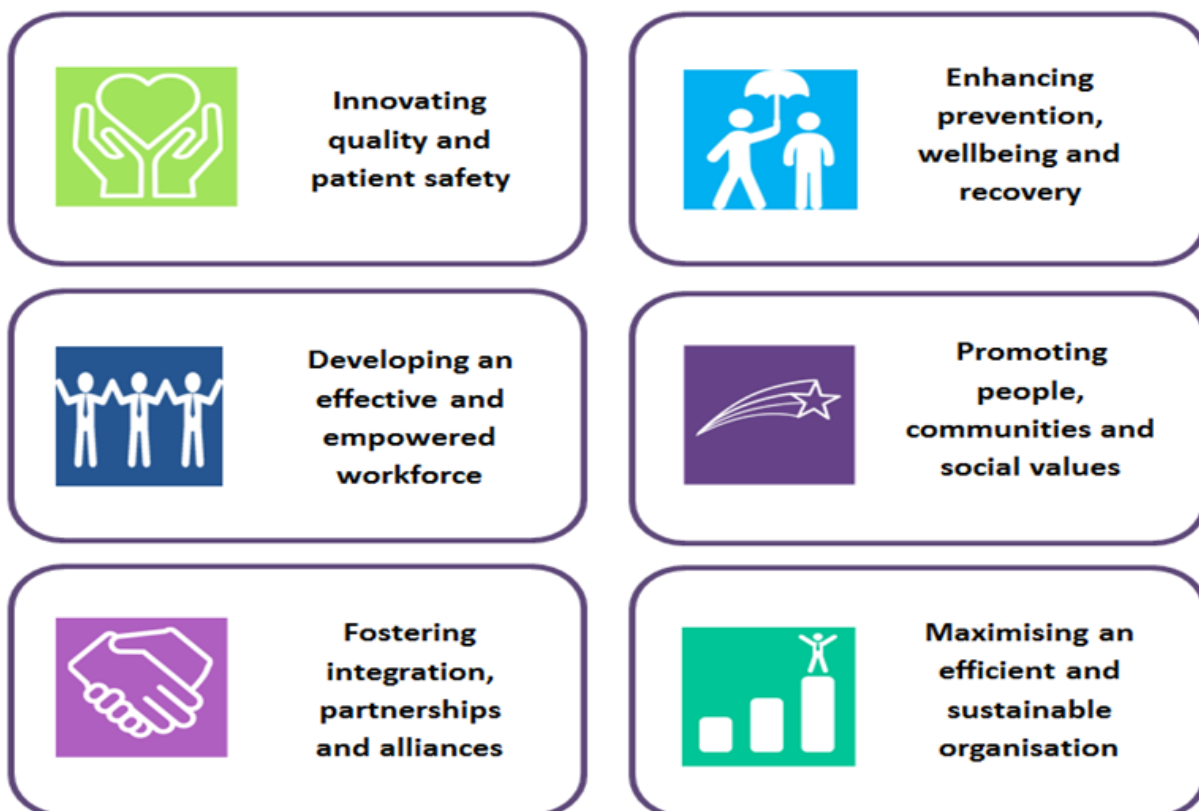 Innovating
quality and
patient safety
Enhancing
prevention,
wellbeing and
recovery
Developing an
effective and
empowered
workforce
Promoting
people,
communities and
social values
Fostering
integration,
partnerships
and alliances
Maximising an
efficient and
sustainable
organisation